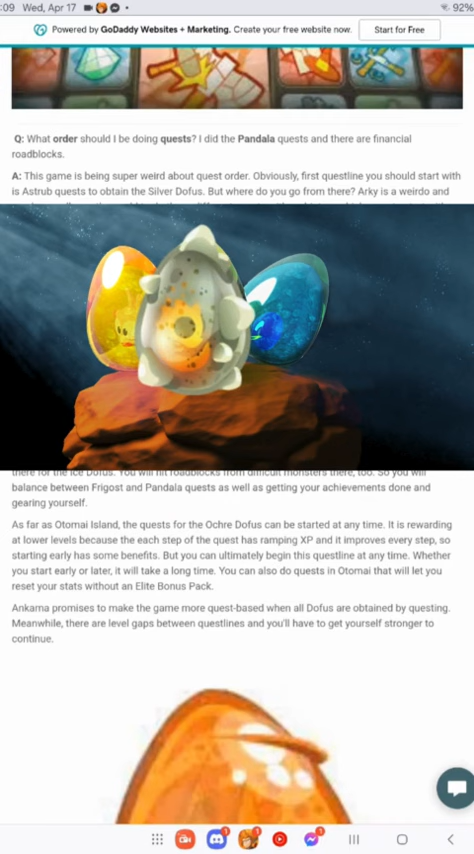 :09 Wed, Apr 17
92%
Powered by GoDaddy Websites + Marketing. Create your free website now.
Start for Free
Q: What order should I be doing quests? I did the Pandala quests and there are financial
roadblocks.
A: This game is being super weird about quest order. Obviously, first questline you should start with
is Astrub quests to obtain the Silver Dofus. But where do you go from there? Arky is a weirdo and
there for the Ice Dofus. You will hit roadblocks from difficult monsters there, too. So you will
balance between Frigost and Pandala quests as well as getting your achievements done and
gearing yourself.
As far as Otomai Island, the quests for the Ochre Dofus can be started at any time. It is rewarding
at lower levels because the each step of the quest has ramping XP and it improves every step, so
starting early has some benefits. But you can ultimately begin this questline at any time. Whether
you start early or later, it will take a long time. You can also do quests in Otomai that will let you
reset your stats without an Elite Bonus Pack.
Ankama promises to make the game more quest-based when all Dofus are obtained by questing.
Meanwhile, there are level gaps between questlines and you'll have to get yourself stronger to
continue.